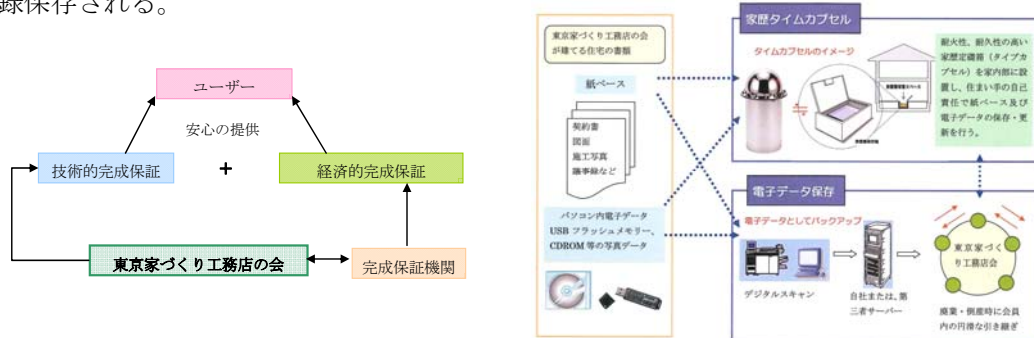 録保存される。
ユーザー
安心の提供
技術的完成保証
+
経済的完成保証
東京家づくり工務店の会
完成保証機関
東京家づくり工務店の会
が建てる住宅の書類
紙ベース
契約書
図面
施工写真
議事録など
パソコン内電子データ
USB フラッシュメモリー、
CDROM 等の写真データ
家歴タイムカプセル
タイムカプセルのイメージ
耐火性、耐久性の高い
家歴定礎箱（タイプカ
プセル）を家内部に設
置し、住まい手の自己
責任で紙ベース及び
電子データの保存・更
新を行う。
電子データ保存
電子データとしてバックアップ
デジタルスキャン
自社または、第
三者サーバー
東京家づく
り工務店会
廃業・倒産時に会員
内の円滑な引き継ぎ